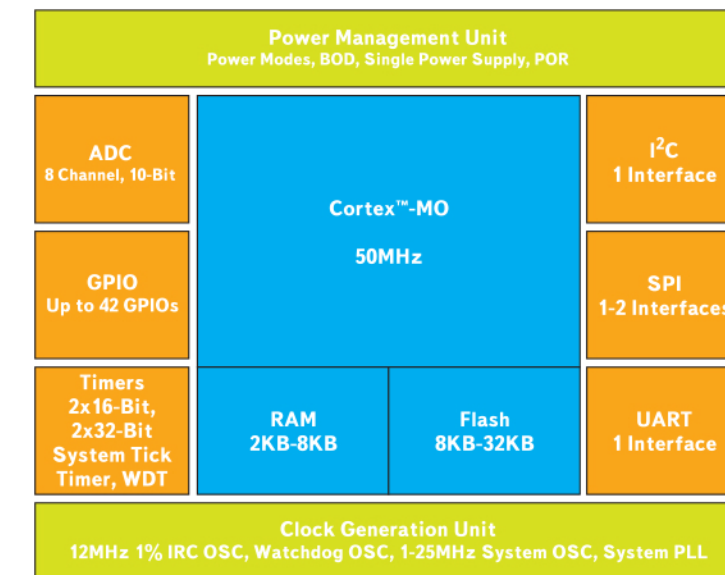 Power Management Unit
Power Modes, BOD, Single Power Supply, POR
ADC
8 Channel, 10-Bit
Cortex™-MO
50MHz
I²C
1 Interface
GPIO
Up to 42 GPIOs
SPI
1-2 Interfaces
Timers
2x16-Bit,
2x32-Bit
System Tick
Timer, WDT
RAM
2KB-8KB
Flash
8KB-32KB
UART
1 Interface
Clock Generation Unit
12MHz 1% IRC OSC, Watchdog OSC, 1-25MHz System OSC, System PLL